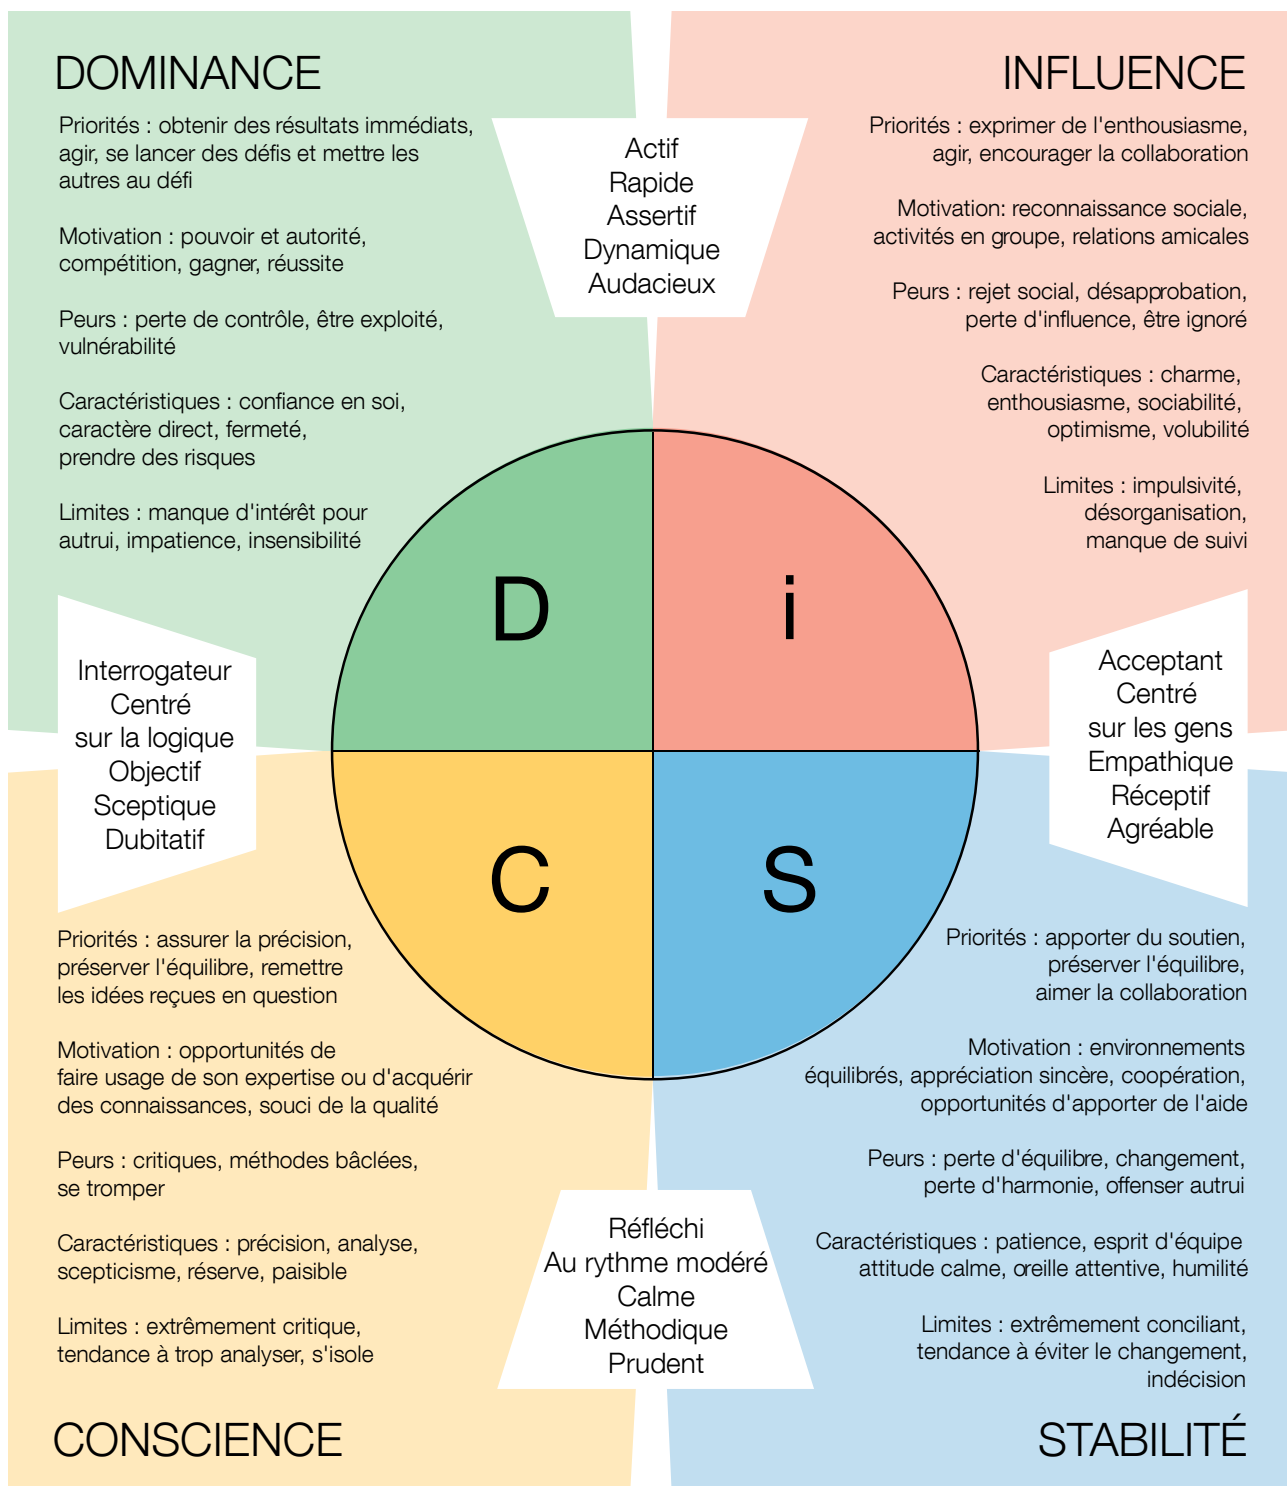 DOMINANCE
Priorités : obtenir des résultats immédiats,
agir, se lancer des défis et mettre les
autres au défi
Motivation : pouvoir et autorité,
compétition, gagner, réussite
Peurs : perte de contrôle, être exploité,
vulnérabilité
Caractéristiques : confiance en soi,
caractère direct, fermeté,
prendre des risques
Limites : manque d'intérêt pour
autrui, impatience, insensibilité
Actif
Rapide
Assertif
Dynamique
Audacieux
INFLUENCE
Priorités : exprimer de l'enthousiasme,
agir, encourager la collaboration
Motivation: reconnaissance sociale,
activités en groupe, relations amicales
Peurs : rejet social, désapprobation,
perte d'influence, être ignoré
Caractéristiques : charme,
enthousiasme, sociabilité,
optimisme, volubilité
Limites : impulsivité,
désorganisation,
manque de suivi
D
i
Interrogateur
Centré
sur la logique
Objectif
Sceptique
Dubitatif
Acceptant
Centré
sur les gens
Empathique
Réceptif
Agréable
C
S
Priorités : assurer la précision,
préserver l'équilibre, remettre
les idées reçues en question
Motivation : opportunités de
faire usage de son expertise ou d'acquérir
des connaissances, souci de la qualité
Peurs : critiques, méthodes bâclées,
se tromper
Caractéristiques : précision, analyse,
scepticisme, réserve, paisible
Limites : extrêmement critique,
tendance à trop analyser, s'isole
CONSCIENCE
Réfléchi
Au rythme modéré
Calme
Méthodique
Prudent
Priorités : apporter du soutien,
préserver l'équilibre,
aimer la collaboration
Motivation : environnements
équilibrés, appréciation sincère, coopération,
opportunités d'apporter de l'aide
Peurs : perte d'équilibre, changement,
perte d'harmonie, offenser autrui
Caractéristiques : patience, esprit d'équipe
attitude calme, oreille attentive, humilité
Limites : extrêmement conciliant,
tendance à éviter le changement,
indécision
STABILITÉ